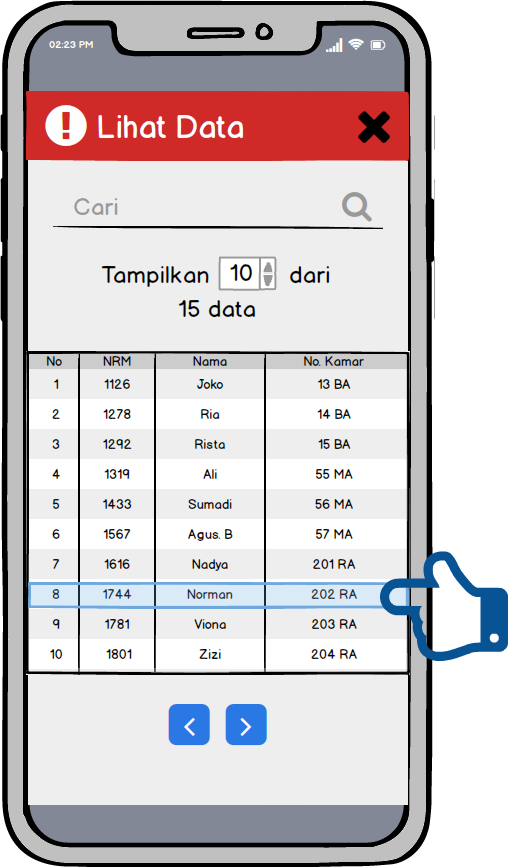 02:23 PM
! Lihat Data
Cari
Tampilkan 10 dari
15 data
No NRM Nama No. Kamar
1 1126 Joko 13 BA
2 1278 Ria 14 BA
3 1292 Rista 15 BA
4 1319 Ali 55 MA
5 1433 Sumadi 56 MA
6 1567 Agus. B 57 MA
7 1616 Nadya 201 RA
8 1744 Norman 202 RA
9 1781 Viona 203 RA
10 1801 Zizi 204 RA